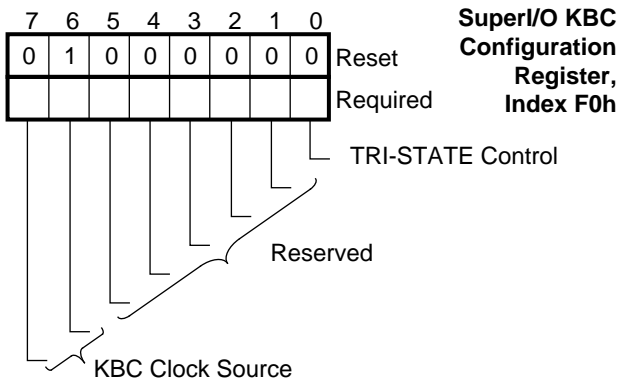 7 6 5 4 3 2 1 0
SuperI/O KBC
Configuration
Register,
Index F0h
0 1 0 0 0 0 0 0 Reset
Required
TRI-STATE Control
Reserved
KBC Clock Source